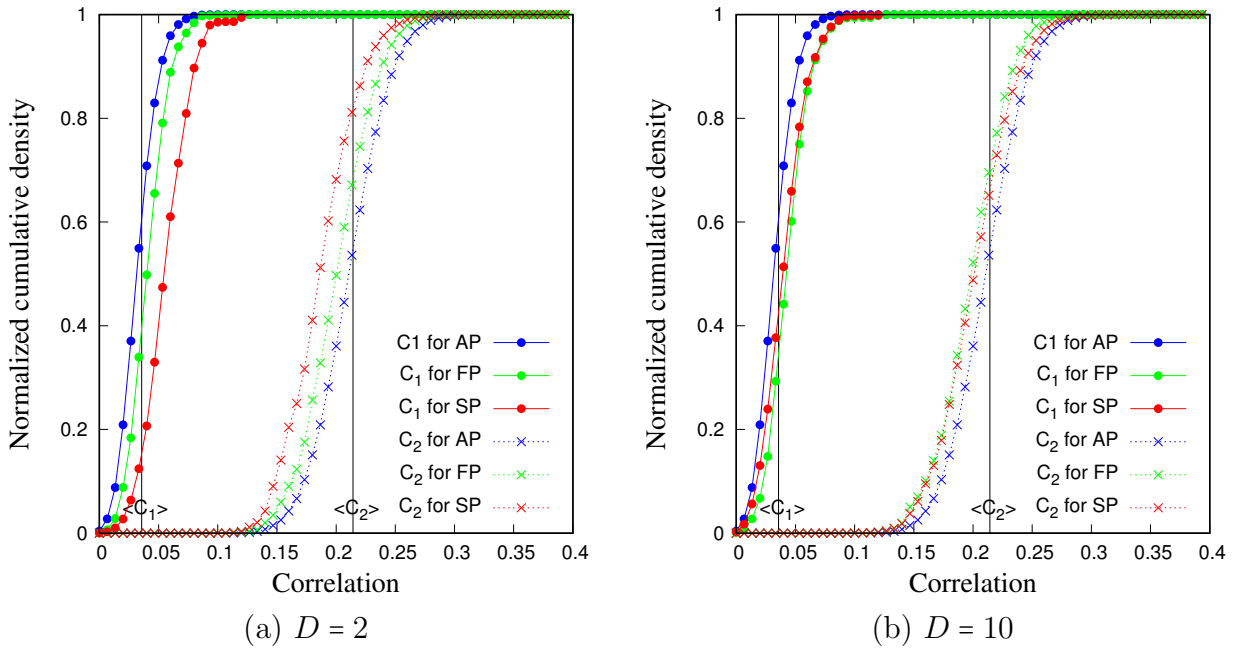 Normalized cumulative density
1
0.8
0.6
0.4
0.2
0
<C₁>
<C₂>
C1 for AP
C₁ for FP
C₁ for SP
C₂ for AP
C₂ for FP
C₂ for SP
0 0.05 0.1 0.15 0.2 0.25 0.3 0.35 0.4
Correlation
(a) D = 2
Normalized cumulative density
1
0.8
0.6
0.4
0.2
0
<C₁>
<C₂>
C1 for AP
C₁ for FP
C₁ for SP
C₂ for AP
C₂ for FP
C₂ for SP
0 0.05 0.1 0.15 0.2 0.25 0.3 0.35 0.4
Correlation
(b) D = 10